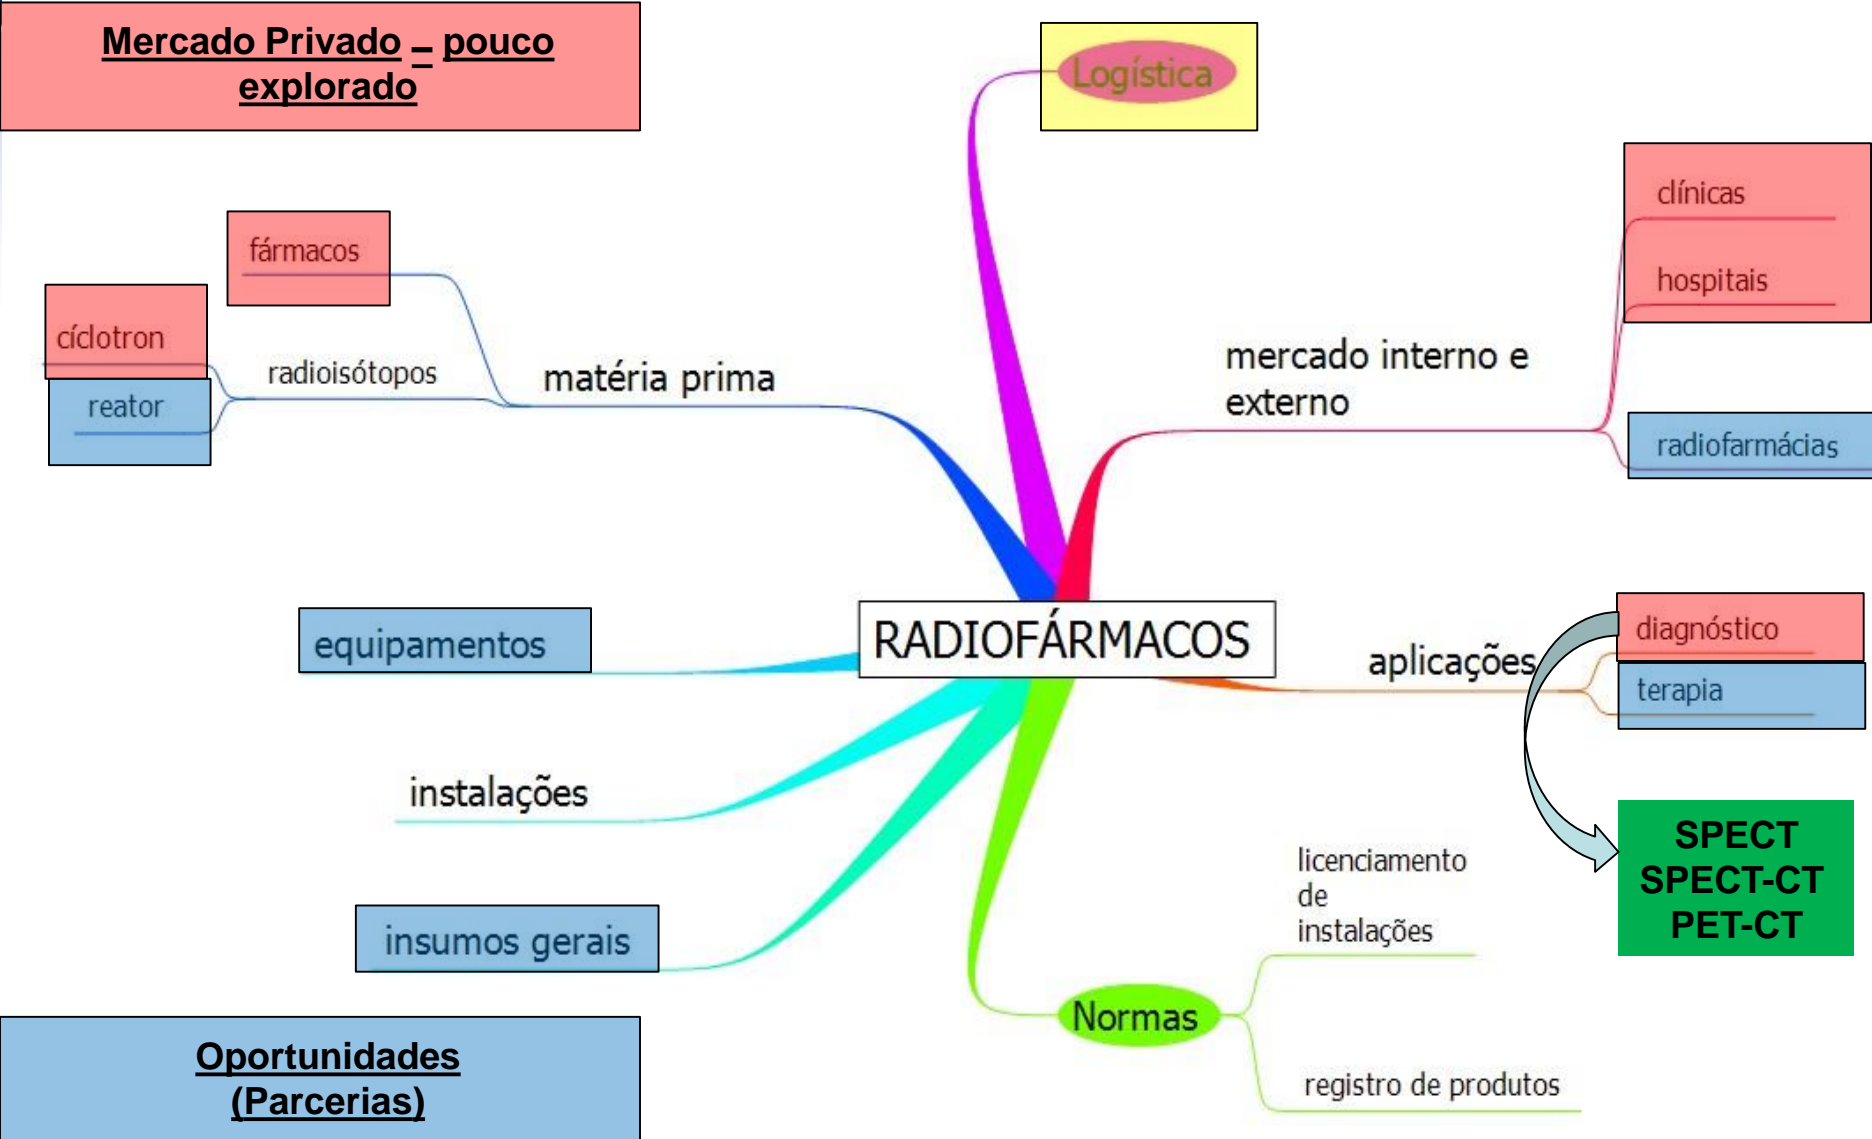 Mercado Privado – pouco
explorado
Logística
clínicas
hospitais
fármacos
cíclotron
radioisótopos
reator
matéria prima
mercado interno e
externo
radiofarmácias
equipamentos
RADIOFÁRMACOS
aplicações
diagnóstico
terapia
instalações
SPECT
SPECT-CT
PET-CT
licenciamento
de
instalações
insumos gerais
Normas
registro de produtos
Oportunidades
(Parcerias)